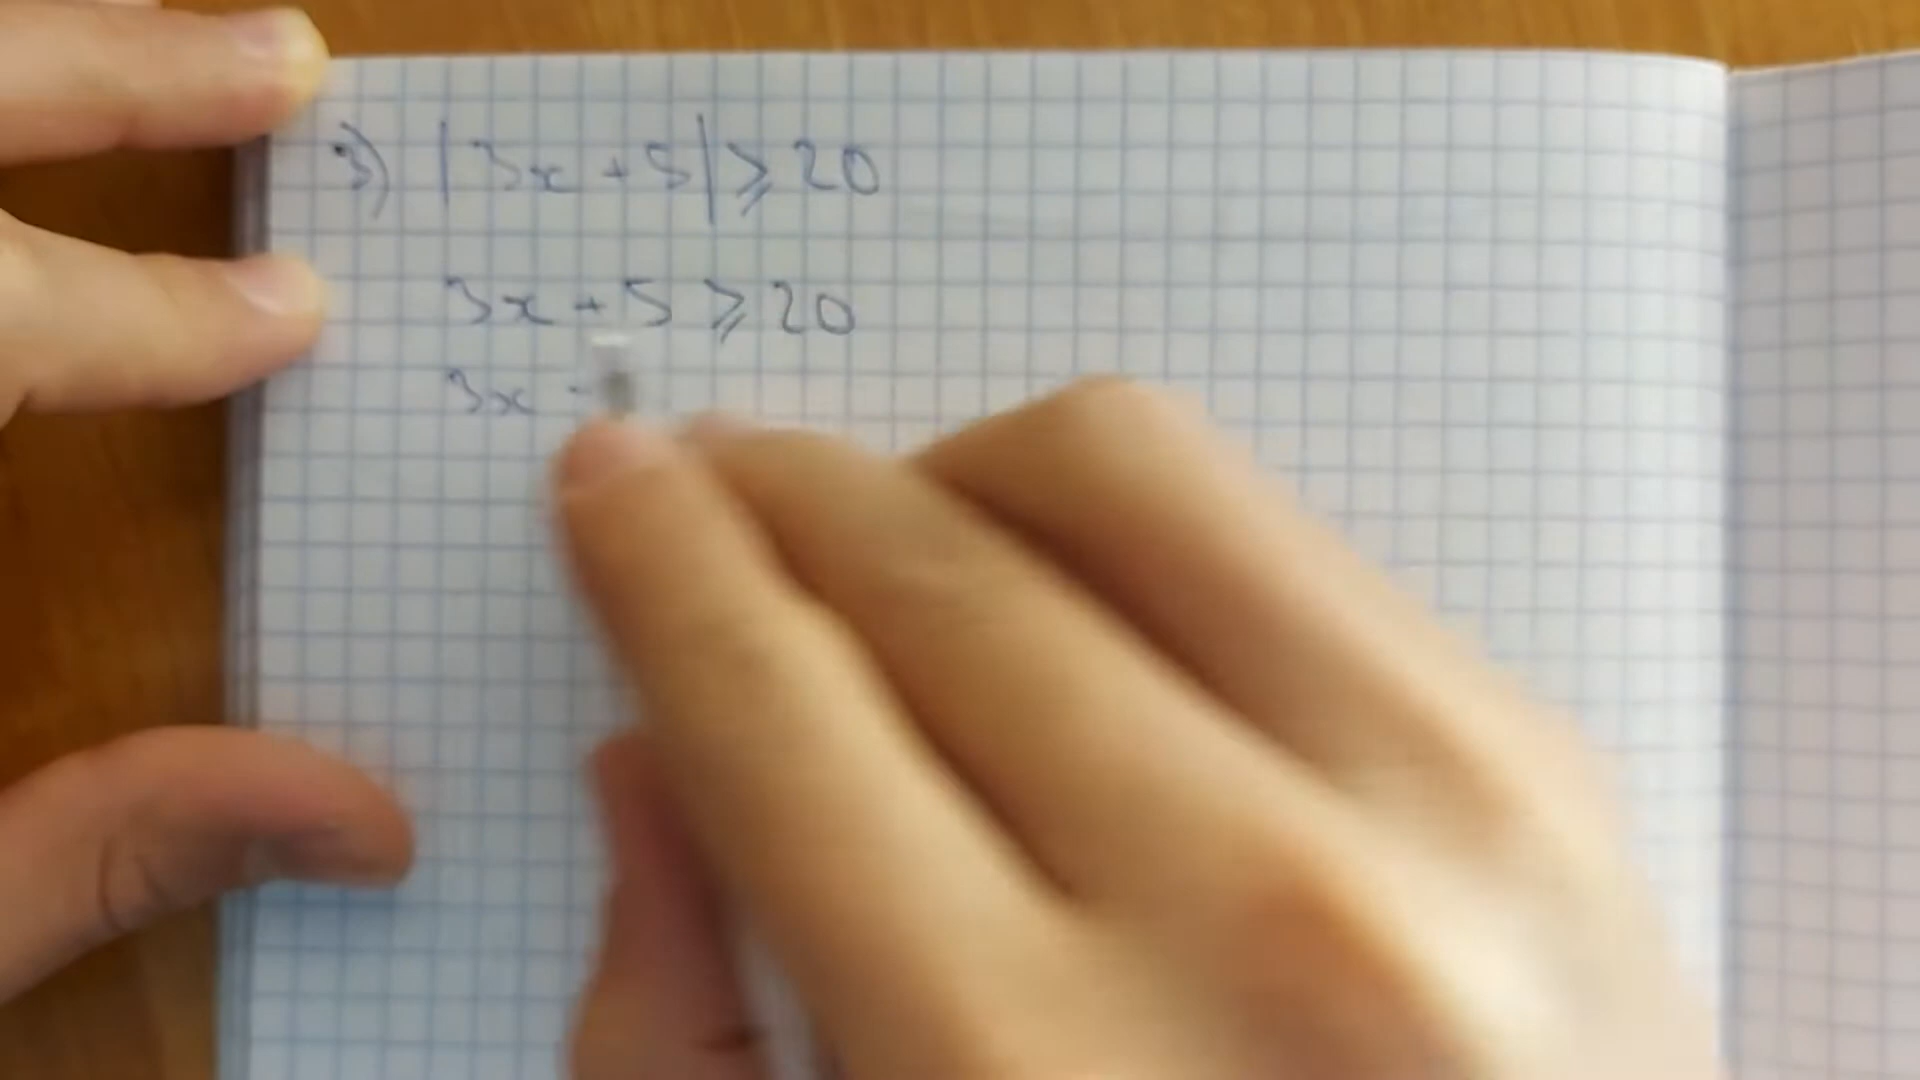 3) |3x + 5| ⩾ 20
3x + 5 ⩾ 20
3x